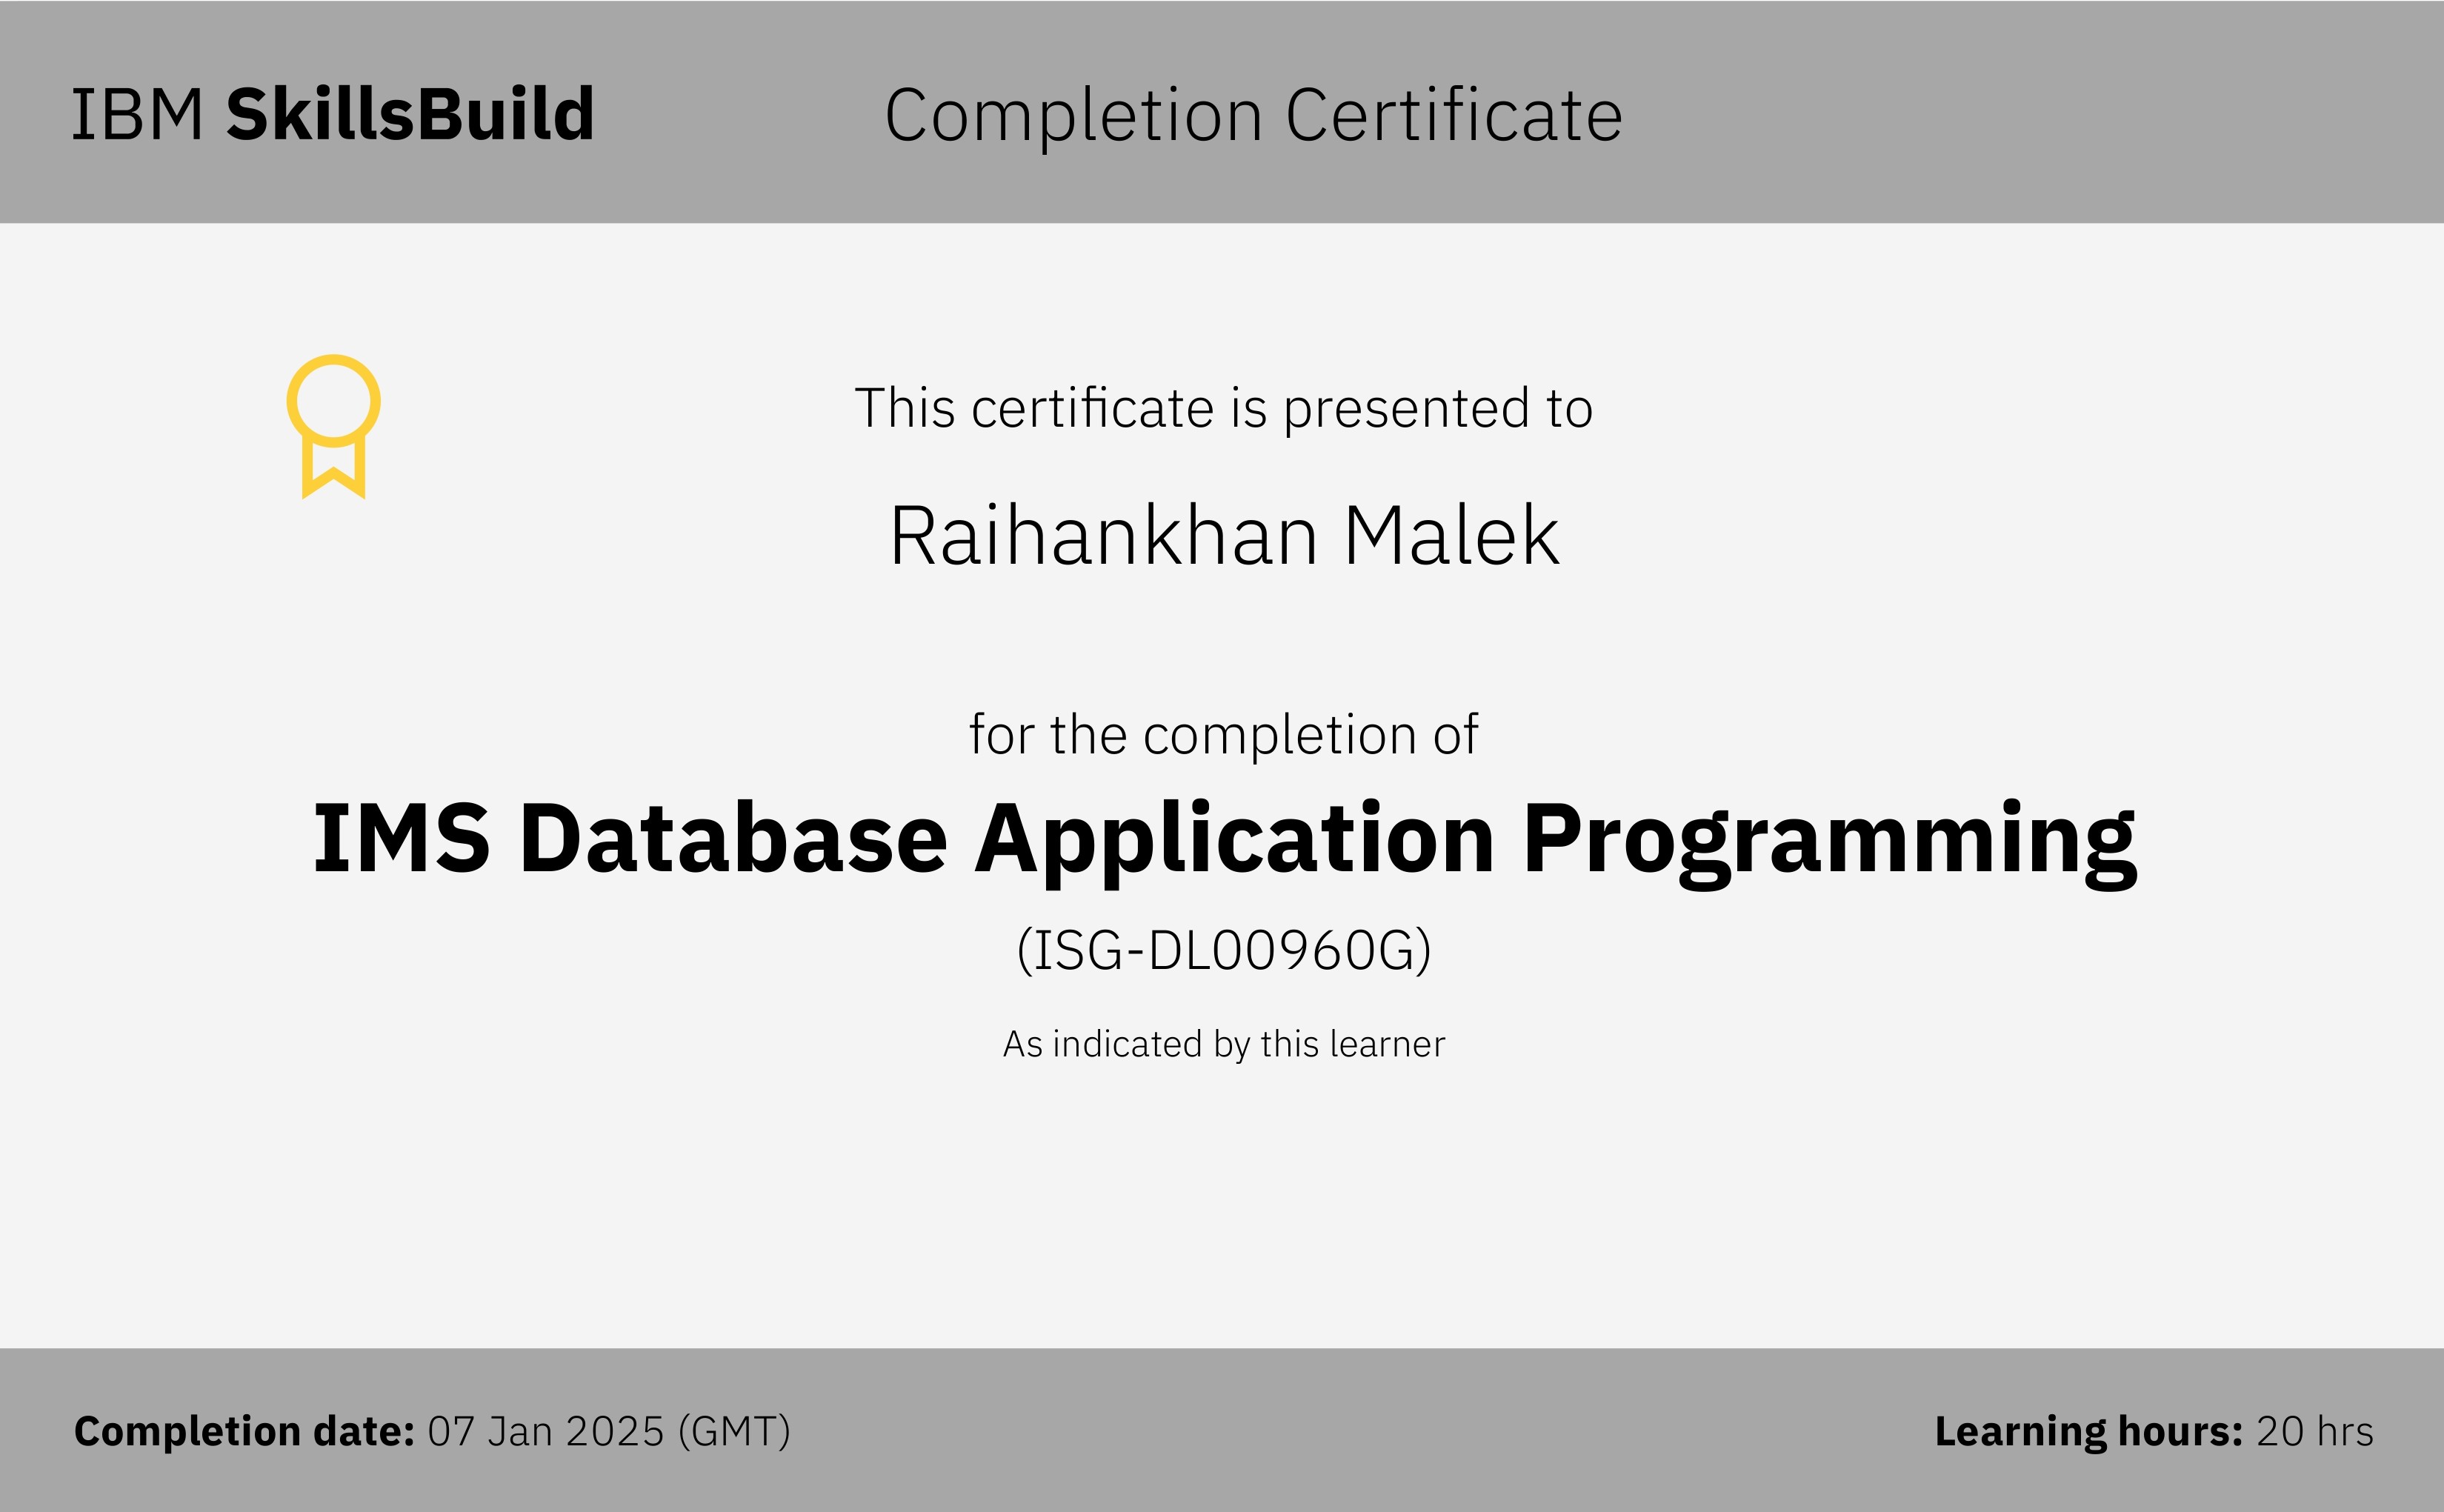 IBM SkillsBuild
Completion Certificate
This certificate is presented to
Raihankhan Malek
for the completion of
IMS Database Application Programming
(ISG-DL00960G)
As indicated by this learner
Completion date: 07 Jan 2025 (GMT)
Learning hours: 20 hrs